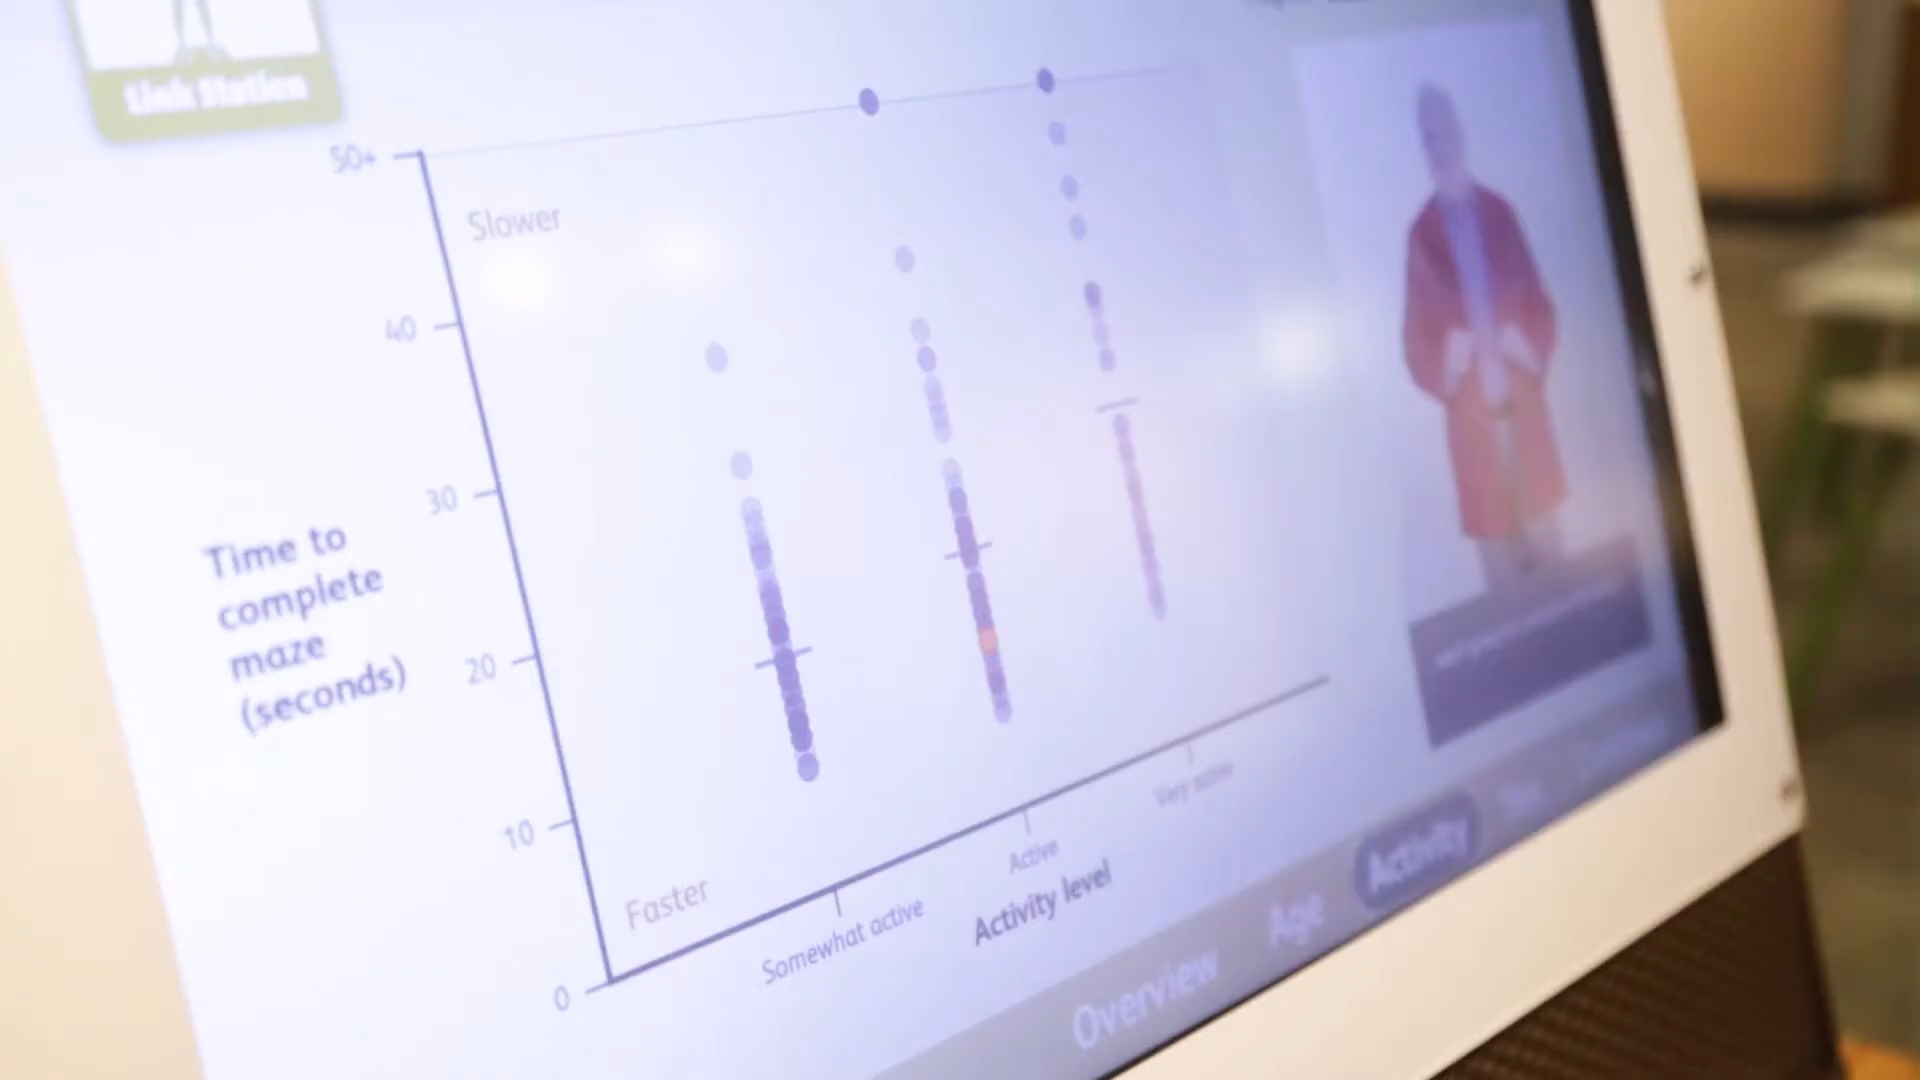 Link Station
50+
Slower
40
30
Time to
complete
maze
(seconds)
20
10
Faster
0
Somewhat active
Active
Very active
Activity level
Overview
Age
Activity